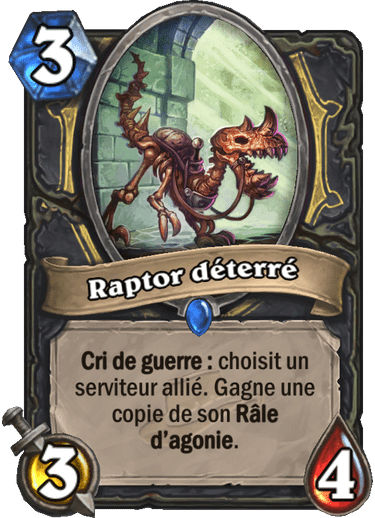 3
Raptor déterré
Cri de guerre : choisit un
serviteur allié. Gagne une
copie de son Râle
d'agonie.
3
4